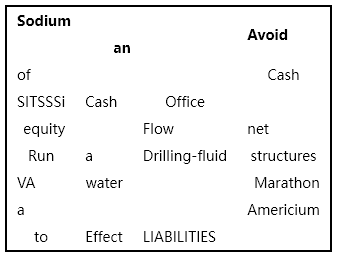 Sodium
Avoid
an
of Cash
SITSSSi Cash Office
equity Flow net
Run a Drilling-fluid structures
VA water Marathon
a Americium
to Effect LIABILITIES